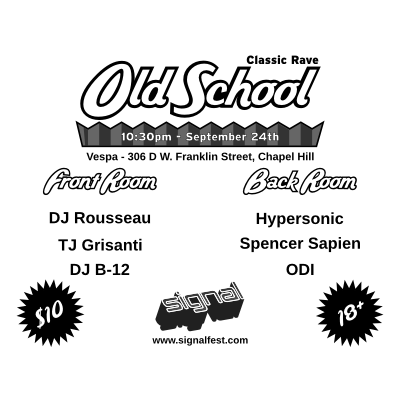 Classic Rave
Old School
10:30pm - September 24th
Vespa - 306 D W. Franklin Street, Chapel Hill
Front Room
Back Room
DJ Rousseau
Hypersonic
TJ Grisanti
Spencer Sapien
DJ B-12
ODI
$10
signal
18+
www.signalfest.com